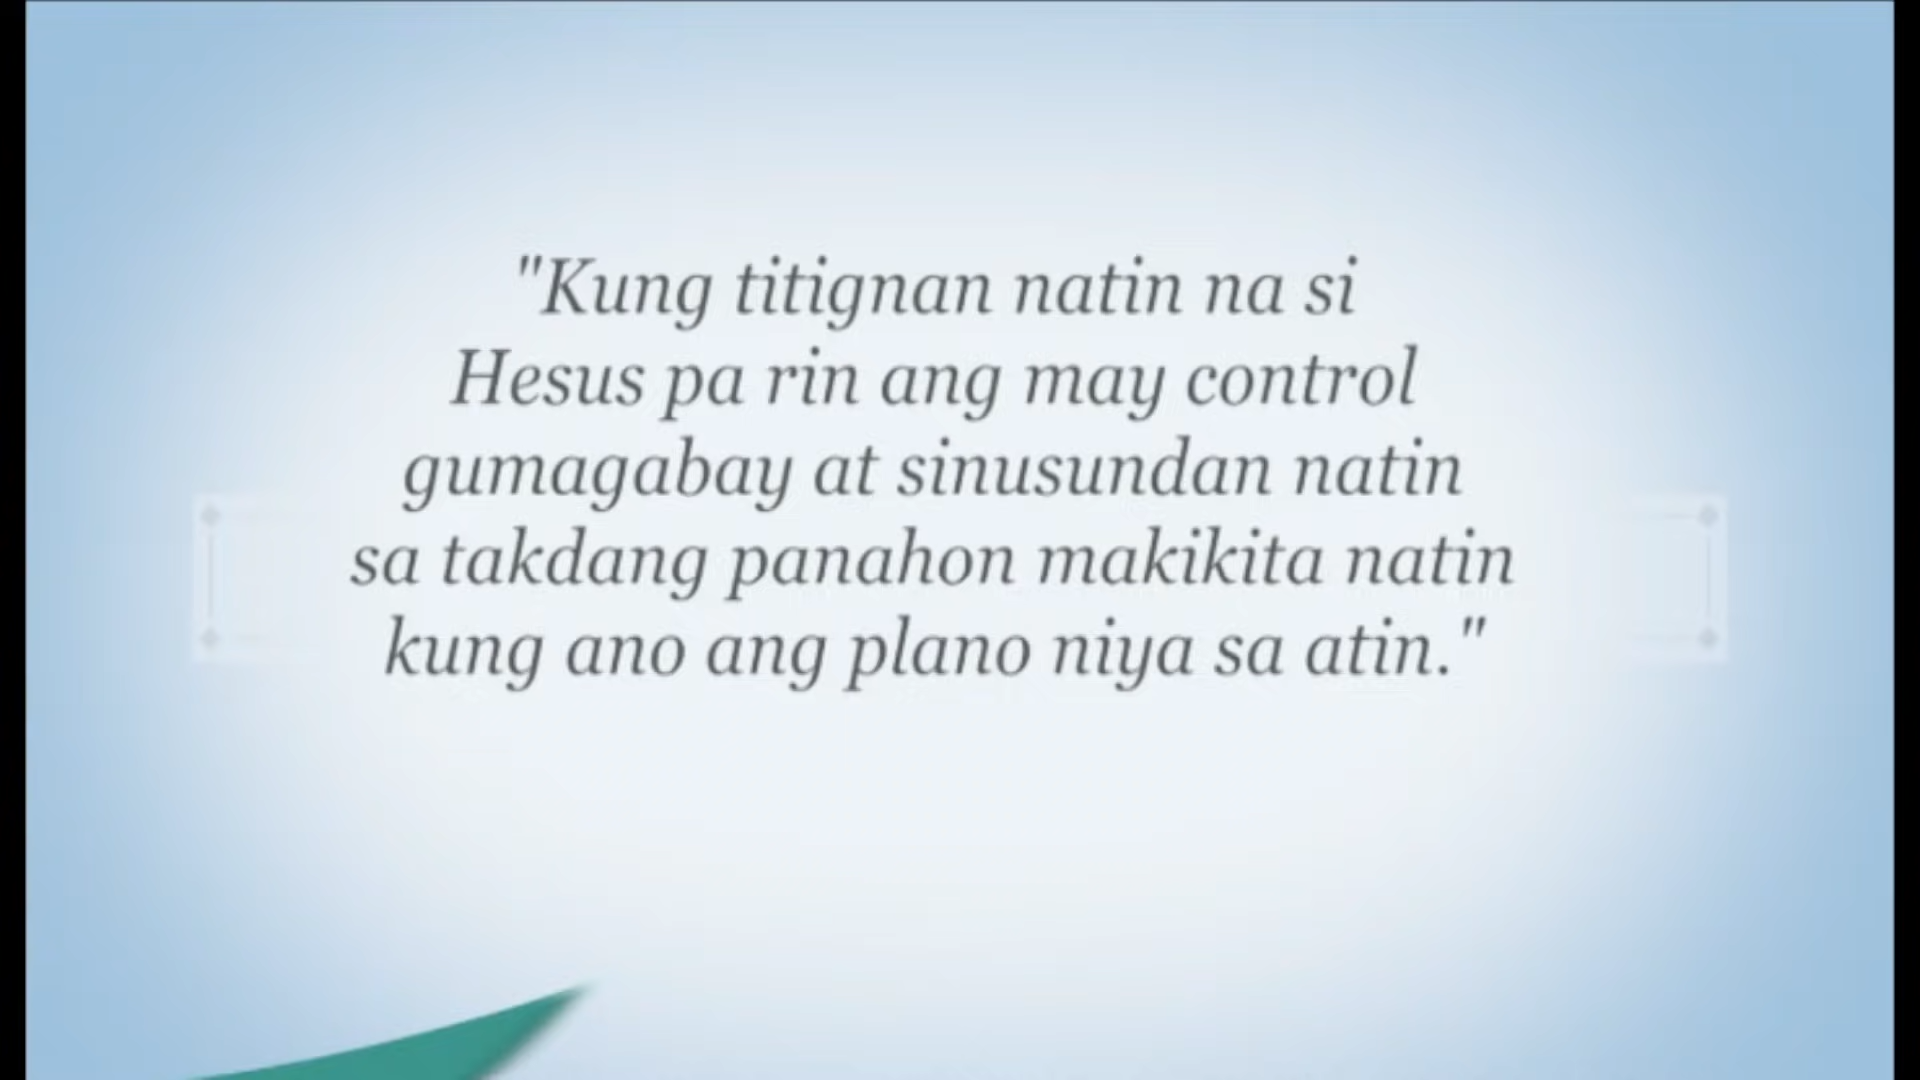 "Kung titignan natin na si
Hesus pa rin ang may control
gumagabay at sinusundan natin
sa takdang panahon makikita natin
kung ano ang plano niya sa atin."